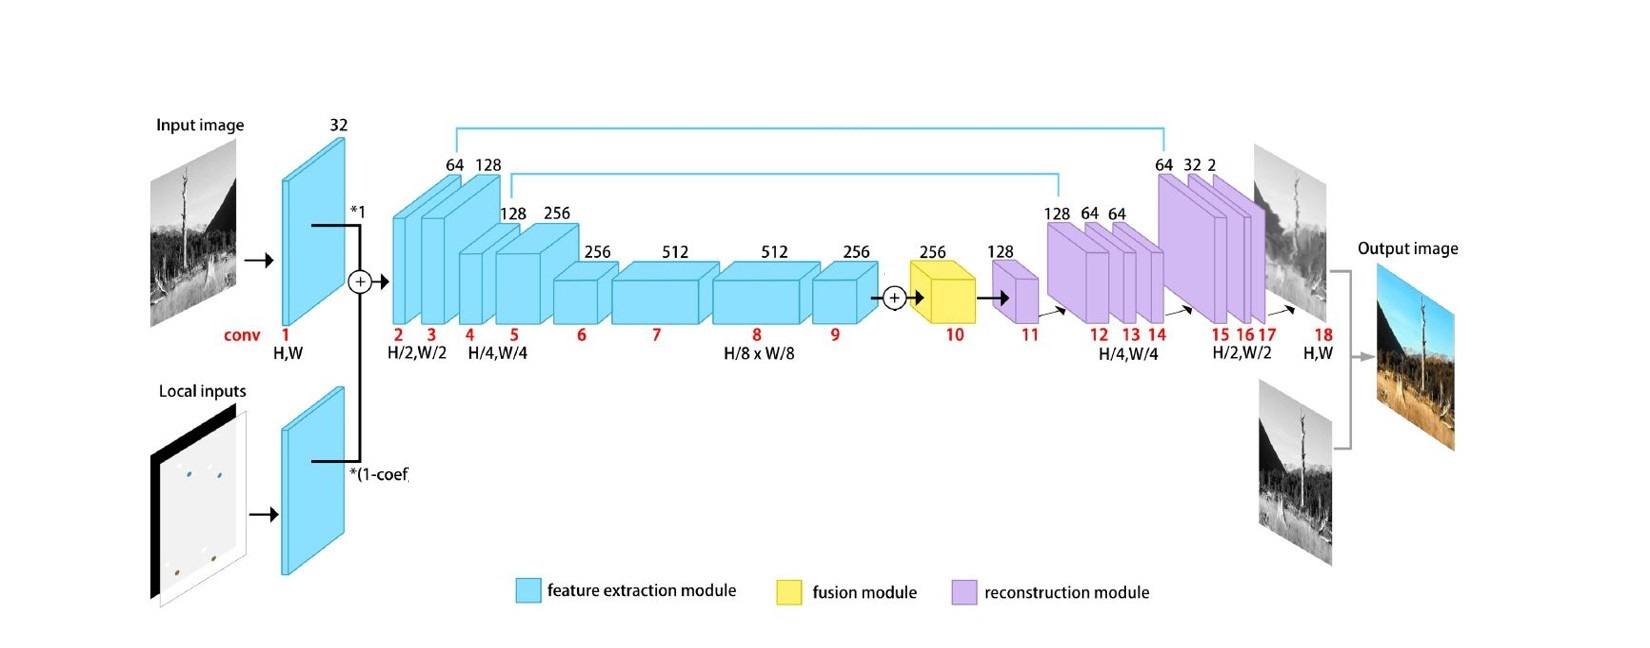 Input image
32
*1
conv 1
H,W
Local inputs
*(1-coef
64 128
128 256
256 512 512 256
256
128
128 64 64
64 32 2
2 3 4 5 6 7 8 9 10 11 12 13 14 15 16 17 18
H/2,W/2 H/4,W/4 H/8 x W/8 H/4,W/4 H/2,W/2 H,W
Output image
feature extraction module
fusion module
reconstruction module